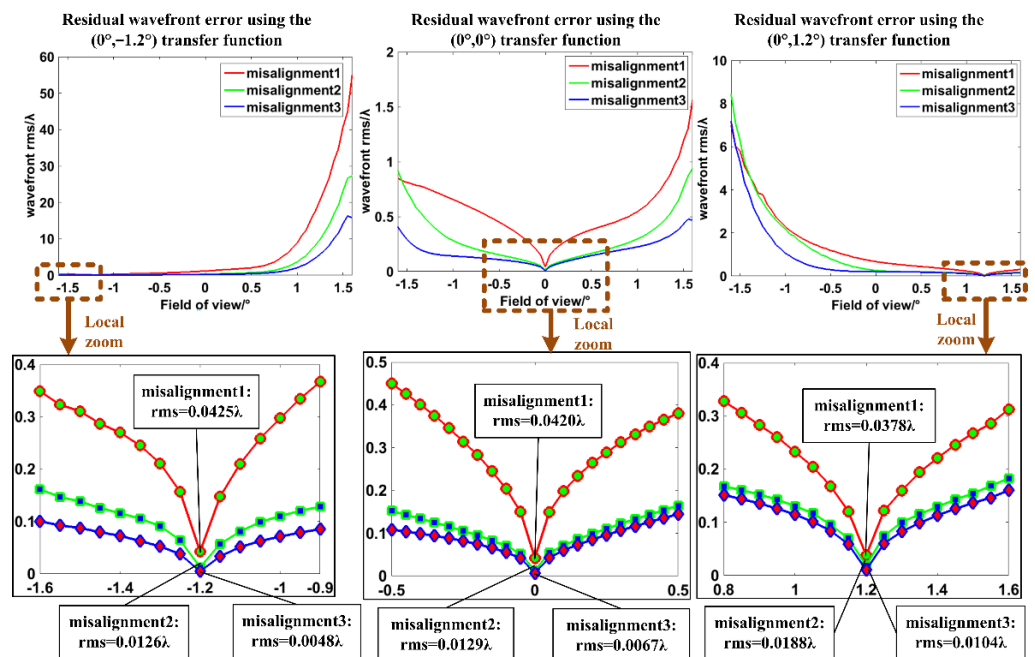 Residual wavefront error using the
(0°,−1.2°) transfer function
Residual wavefront error using the
(0°,0°) transfer function
Residual wavefront error using the
(0°,1.2°) transfer function
wavefront rms/λ
60
50
40
30
20
10
0
misalignment1
misalignment2
misalignment3
-1.5 -1 -0.5 0 0.5 1 1.5
Field of view/°
wavefront rms/λ
2
1.5
1
0.5
0
misalignment1
misalignment2
misalignment3
-1.5 -1 -0.5 0 0.5 1 1.5
Field of view/°
wavefront rms/λ
10
8
6
4
2
0
misalignment1
misalignment2
misalignment3
-1.5 -1 -0.5 0 0.5 1 1.5
Field of view/°
Local
zoom
Local
zoom
Local
zoom
0.4
0.3
0.2
0.1
0
misalignment1:
rms=0.0425λ
-1.6 -1.4 -1.2 -1 -0.9
misalignment2:
rms=0.0126λ
misalignment3:
rms=0.0048λ
0.5
0.4
0.3
0.2
0.1
0
misalignment1:
rms=0.0420λ
-0.5 0 0.5
misalignment2:
rms=0.0129λ
misalignment3:
rms=0.0067λ
0.4
0.3
0.2
0.1
0
misalignment1:
rms=0.0378λ
0.8 1 1.2 1.4 1.6
misalignment2:
rms=0.0188λ
misalignment3:
rms=0.0104λ